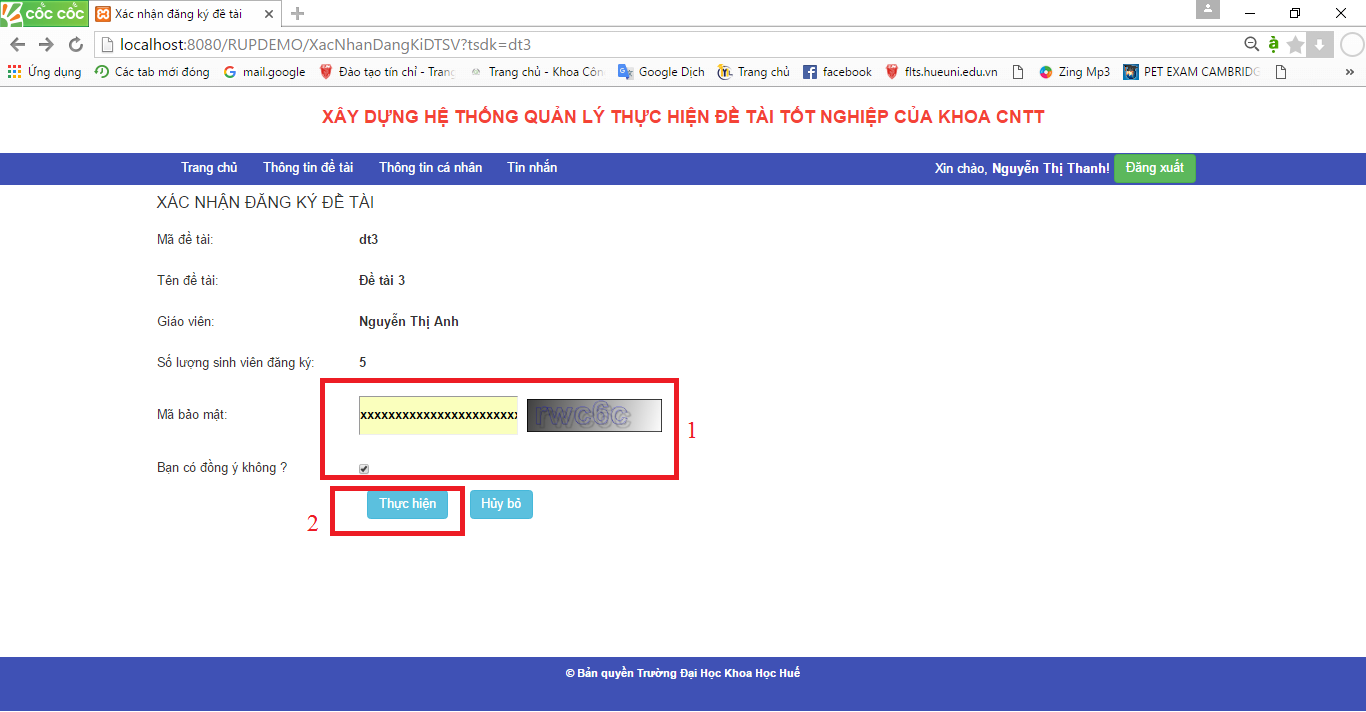 cốc cốc Xác nhận đăng ký đề tài
localhost:8080/RUPDEMO/XacNhanDangKiDTSV?tsdk=dt3
Ứng dụng Các tab mới đóng mail.google Đào tạo tín chỉ - Trang Trang chủ - Khoa Côn Google Dịch Trang chủ facebook flts.hueuni.edu.vn Zing Mp3 PET EXAM CAMBRIDG »
XÂY DỰNG HỆ THỐNG QUẢN LÝ THỰC HIỆN ĐỀ TÀI TỐT NGHIỆP CỦA KHOA CNTT
Trang chủ Thông tin đề tài Thông tin cá nhân Tin nhắn Xin chào, Nguyễn Thị Thanh! Đăng xuất
XÁC NHẬN ĐĂNG KÝ ĐỀ TÀI
Mã đề tài: dt3
Tên đề tài: Đề tài 3
Giáo viên: Nguyễn Thị Anh
Số lượng sinh viên đăng ký: 5
Mã bảo mật: xxxxxxxxxxxxxxxxxxxxxxx rwc6c 1
Bạn có đồng ý không ?
2 Thực hiện Hủy bỏ
© Bản quyền Trường Đại Học Khoa Học Huế